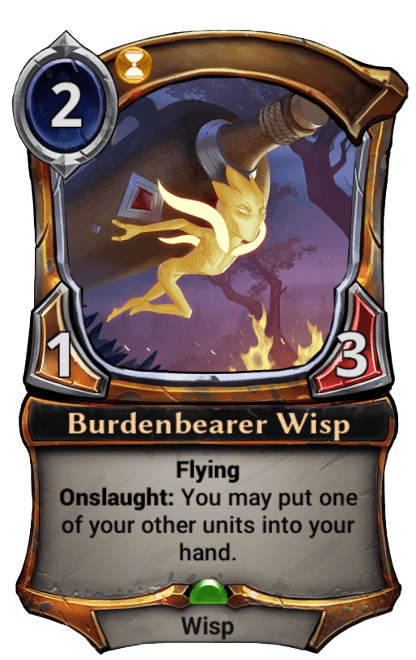 2
1
3
Burdenbearer Wisp
Flying
Onslaught: You may put one
of your other units into your
hand.
Wisp